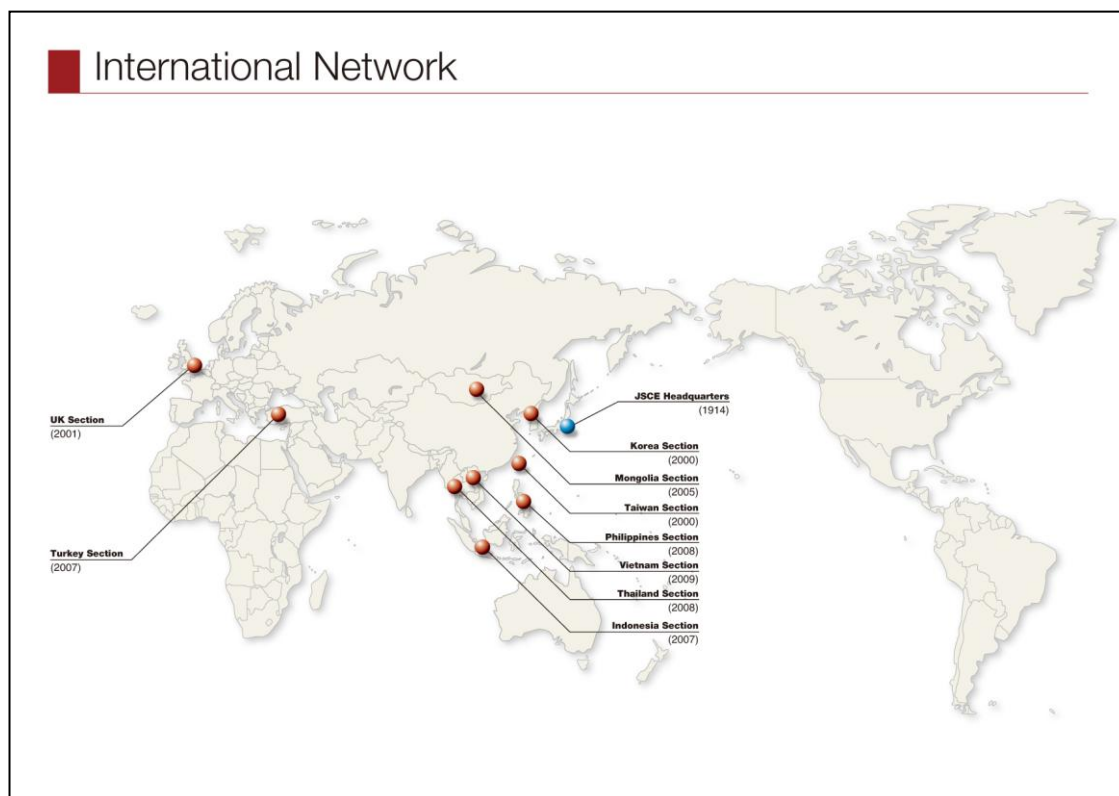 International Network
UK Section
(2001)
Turkey Section
(2007)
JSCE Headquarters
(1914)
Korea Section
(2000)
Mongolia Section
(2005)
Taiwan Section
(2000)
Philippines Section
(2008)
Vietnam Section
(2009)
Thailand Section
(2008)
Indonesia Section
(2007)